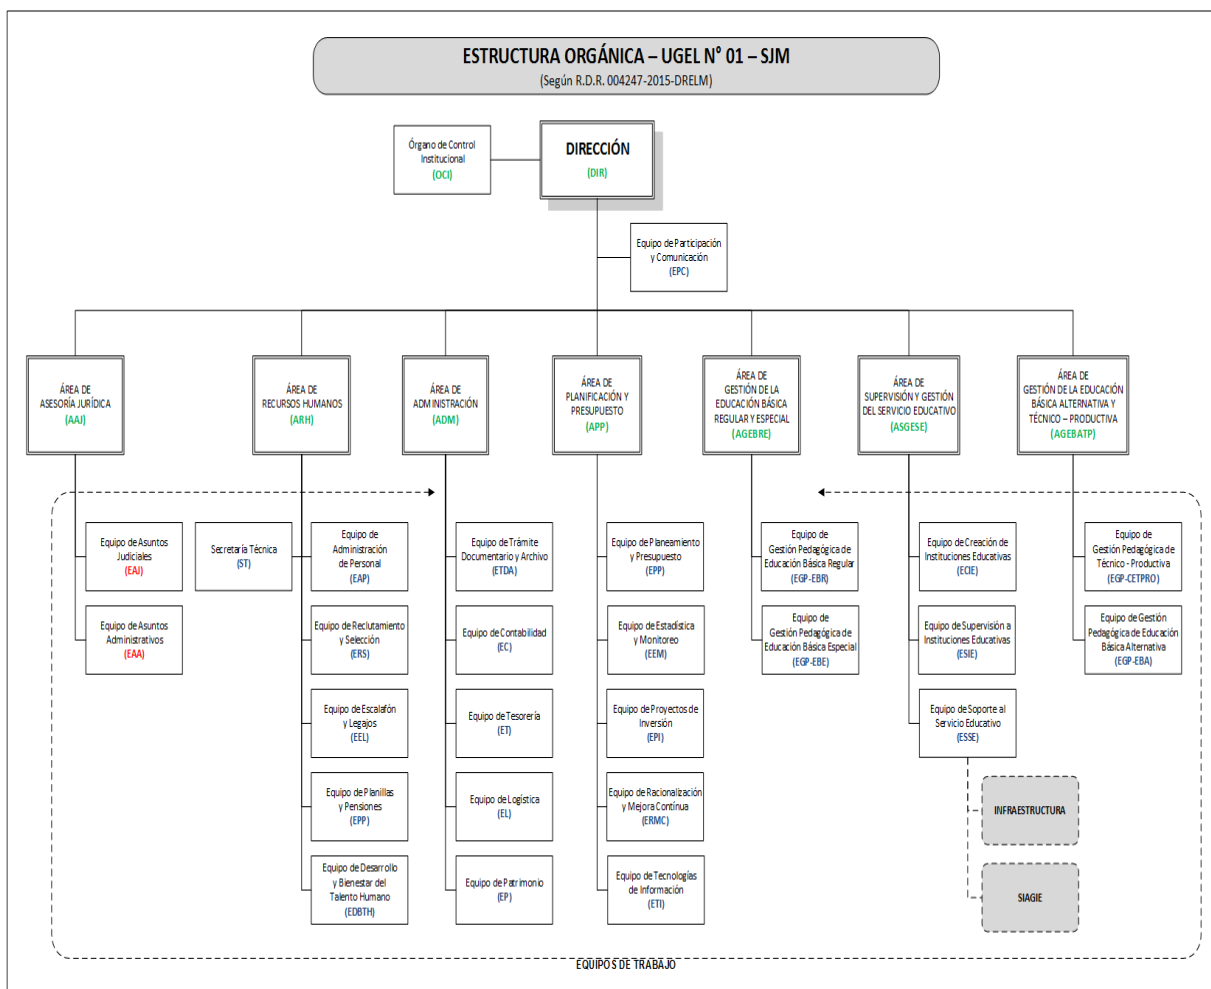 ESTRUCTURA ORGÁNICA – UGEL N° 01 – SJM
(Según R.D.R. 004247-2015-DRELM)
Órgano de Control
Institucional
(OCI)
DIRECCIÓN
(DIR)
Equipo de Participación
y Comunicación
(EPC)
ÁREA DE
ASESORÍA JURÍDICA
(AAJ)
ÁREA DE
RECURSOS HUMANOS
(ARH)
ÁREA DE
ADMINISTRACIÓN
(ADM)
ÁREA DE
PLANIFICACIÓN Y
PRESUPUESTO
(APP)
ÁREA DE
GESTIÓN DE LA
EDUCACIÓN BÁSICA
REGULAR Y ESPECIAL
(AGEBRE)
ÁREA DE
SUPERVISIÓN Y GESTIÓN
DEL SERVICIO EDUCATIVO
(ASGESE)
ÁREA DE
GESTIÓN DE LA EDUCACIÓN
BÁSICA ALTERNATIVA Y
TÉCNICO – PRODUCTIVA
(AGEBATP)
Equipo de Asuntos
Judiciales
(EAJ)
Equipo de Asuntos
Administrativos
(EAA)
Secretaría Técnica
(ST)
Equipo de
Administración
de Personal
(EAP)
Equipo de Reclutamiento
y Selección
(ERS)
Equipo de Escalafón
y Legajos
(EEL)
Equipo de Planillas
y Pensiones
(EPP)
Equipo de Desarrollo
y Bienestar del
Talento Humano
(EDBTH)
Equipo de Trámite
Documentario y Archivo
(ETDA)
Equipo de Contabilidad
(EC)
Equipo de Tesorería
(ET)
Equipo de Logística
(EL)
Equipo de Patrimonio
(EP)
Equipo de Planeamiento
y Presupuesto
(EPP)
Equipo de Estadística
y Monitoreo
(EEM)
Equipo de Proyectos de
Inversión
(EPI)
Equipo de Racionalización
y Mejora Contínua
(ERMC)
Equipo de Tecnologías
de Información
(ETI)
Equipo de
Gestión Pedagógica de
Educación Básica Regular
(EGP-EBR)
Equipo de
Gestión Pedagógica de
Educación Básica Especial
(EGP-EBE)
Equipo de Creación de
Instituciones Educativas
(ECIE)
Equipo de Supervisión a
Instituciones Educativas
(ESIE)
Equipo de Soporte al
Servicio Educativo
(ESSE)
INFRAESTRUCTURA
SIAGIE
Equipo de
Gestión Pedagógica de
Técnico - Productiva
(EGP-CETPRO)
Equipo de Gestión
Pedagógica de Educación
Básica Alternativa
(EGP-EBA)
EQUIPOS DE TRABAJO